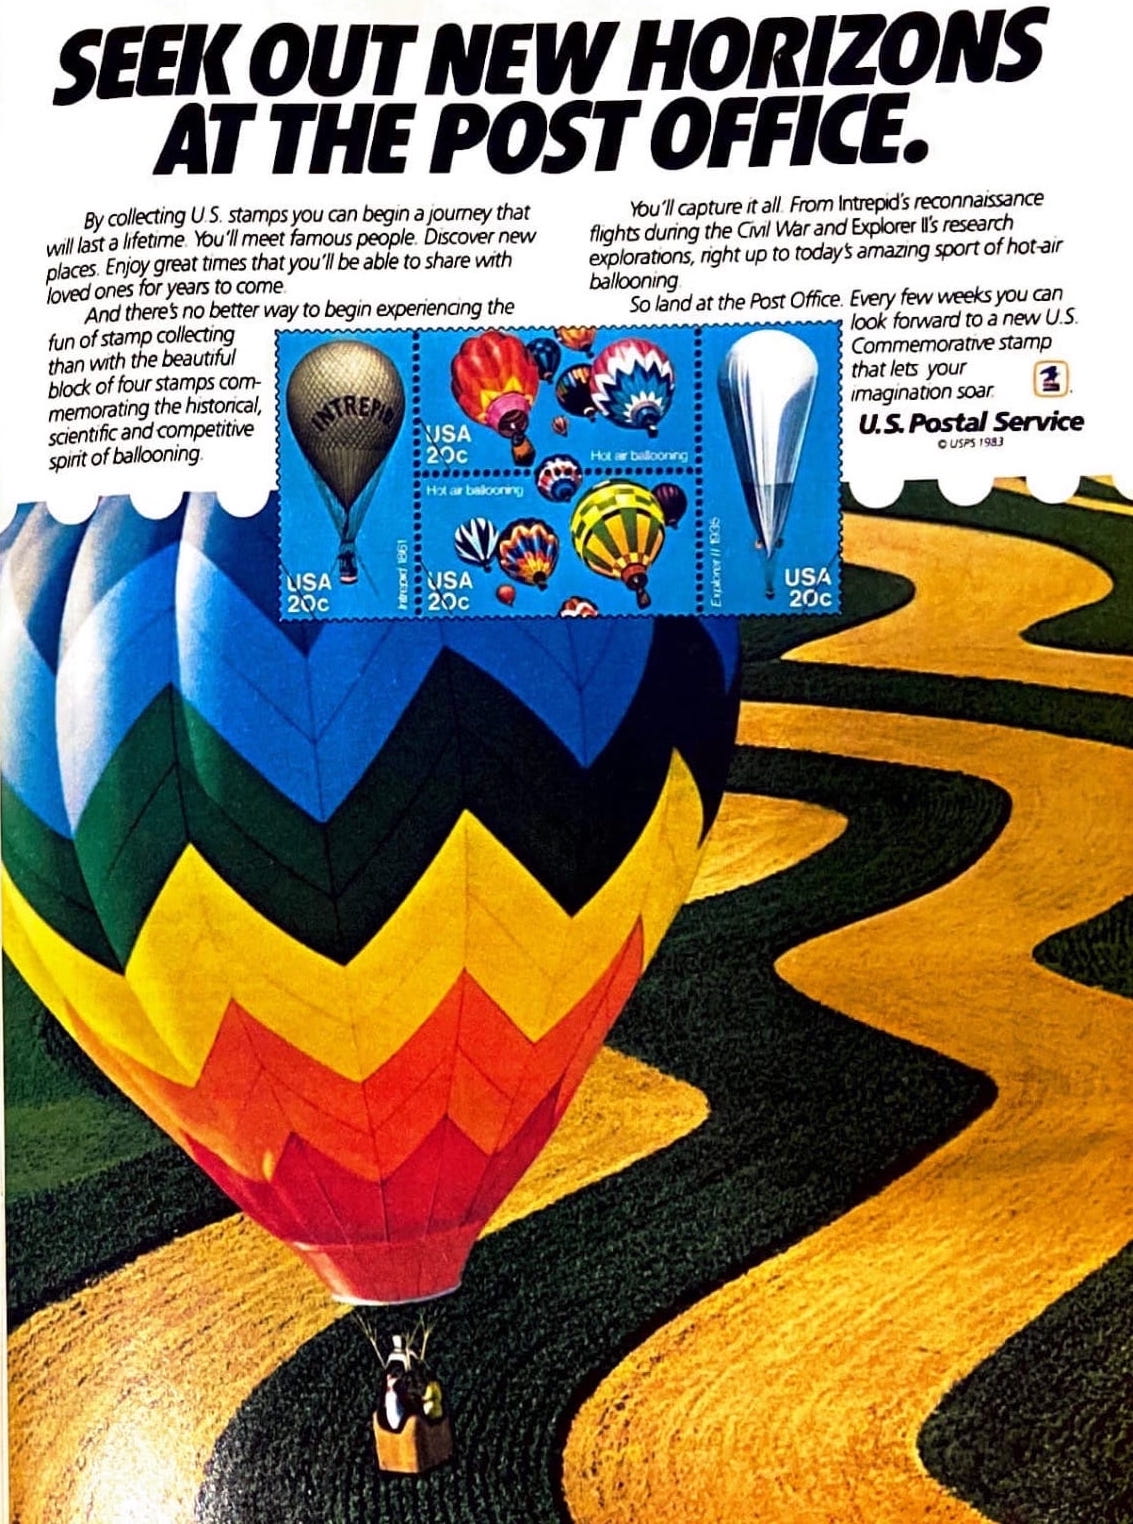 SEEK OUT NEW HORIZONS
AT THE POST OFFICE.
By collecting U.S. stamps you can begin a journey that
will last a lifetime. You'll meet famous people. Discover new
places. Enjoy great times that you'll be able to share with
loved ones for years to come.
And there's no better way to begin experiencing the
fun of stamp collecting
than with the beautiful
block of four stamps com-
memorating the historical,
scientific and competitive
spirit of ballooning.
You'll capture it all. From Intrepid's reconnaissance
flights during the Civil War and Explorer II's research
explorations, right up to today's amazing sport of hot-air
ballooning.
So land at the Post Office. Every few weeks you can
look forward to a new U.S.
Commemorative stamp
that lets your
imagination soar.
U.S. Postal Service
© USPS 1983
INTREPID
USA
20c
Intrepid 1861
USA
20c
Hot air ballooning
Hot air ballooning
USA
20c
Explorer II 1935
USA
20c